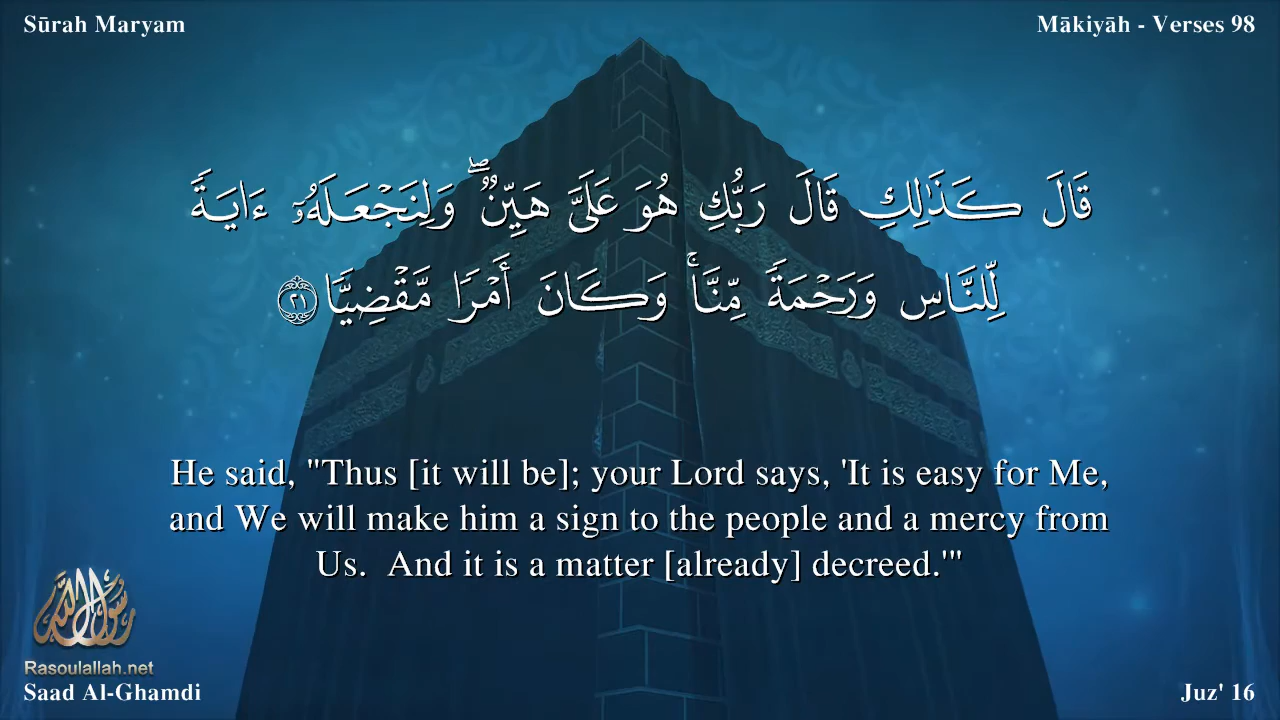 Sūrah Maryam
Mākiyāh - Verses 98
قَالَ كَذَٰلِكِ قَالَ رَبُّكِ هُوَ عَلَىَّ هَيِّنٌۭ ۖ وَلِنَجْعَلَهُۥٓ ءَايَةًۭ
لِّلنَّاسِ وَرَحْمَةًۭ مِّنَّا ۚ وَكَانَ أَمْرًۭا مَّقْضِيًّۭا ٢١
He said, "Thus [it will be]; your Lord says, 'It is easy for Me,
and We will make him a sign to the people and a mercy from
Us.  And it is a matter [already] decreed.'"
رسول الله
Rasoulallah.net
Saad Al-Ghamdi
Juz' 16